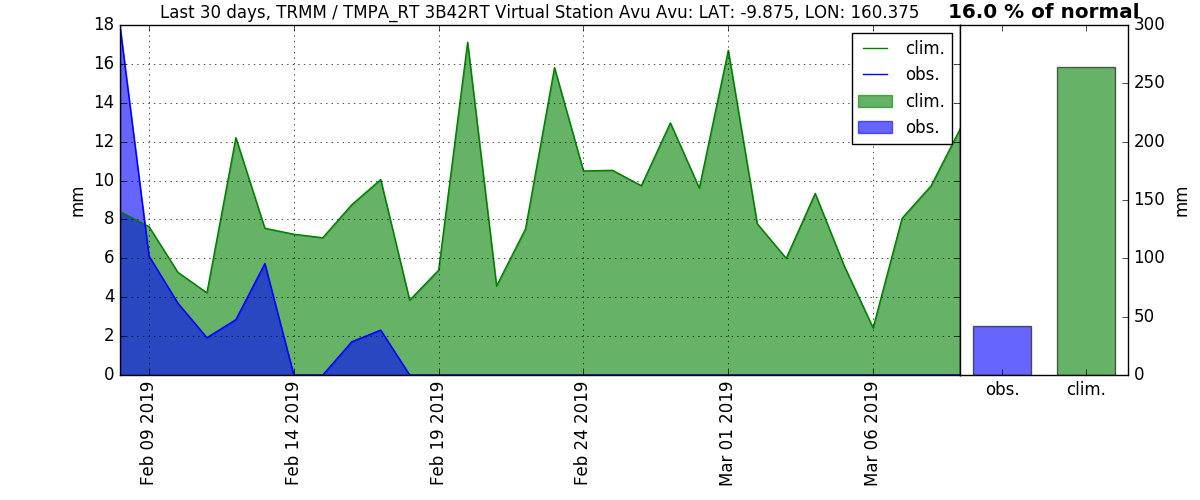 Last 30 days, TRMM / TMPA_RT 3B42RT Virtual Station Avu Avu: LAT: -9.875, LON: 160.375
16.0 % of normal
18
16
14
12
10
8
6
4
2
0
mm
clim.
obs.
clim.
obs.
Feb 09 2019
Feb 14 2019
Feb 19 2019
Feb 24 2019
Mar 01 2019
Mar 06 2019
300
250
200
150
100
50
0
mm
obs.
clim.